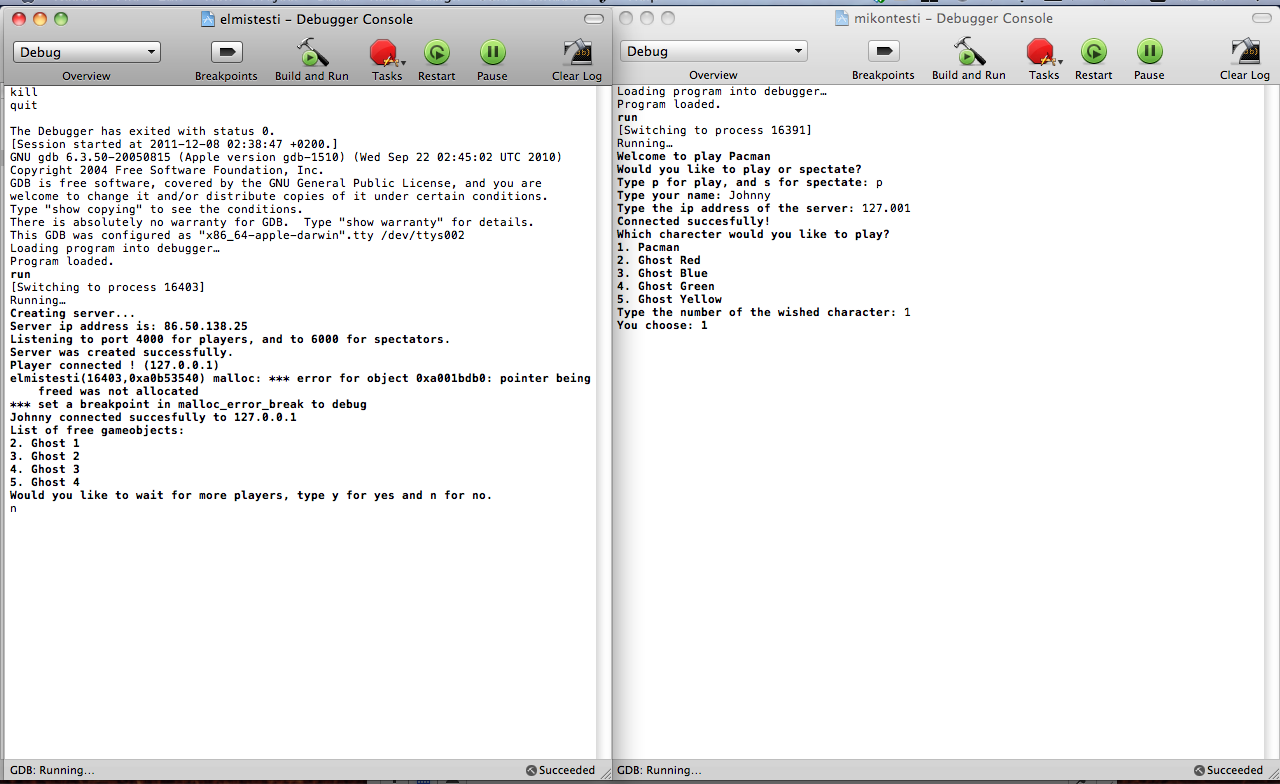 elmistesti – Debugger Console
Debug
Overview
Breakpoints
Build and Run
Tasks
Restart
Pause
Clear Log
kill
quit
The Debugger has exited with status 0.
[Session started at 2011-12-08 02:38:47 +0200.]
GNU gdb 6.3.50-20050815 (Apple version gdb-1510) (Wed Sep 22 02:45:02 UTC 2010)
Copyright 2004 Free Software Foundation, Inc.
GDB is free software, covered by the GNU General Public License, and you are
welcome to change it and/or distribute copies of it under certain conditions.
Type "show copying" to see the conditions.
There is absolutely no warranty for GDB.  Type "show warranty" for details.
This GDB was configured as "x86_64-apple-darwin".tty /dev/ttys002
Loading program into debugger…
Program loaded.
run
[Switching to process 16403]
Running…
Creating server...
Server ip address is: 86.50.138.25
Listening to port 4000 for players, and to 6000 for spectators.
Server was created successfully.
Player connected ! (127.0.0.1)
elmistesti(16403,0xa0b53540) malloc: *** error for object 0xa001bdb0: pointer being
freed was not allocated
*** set a breakpoint in malloc_error_break to debug
Johnny connected succesfully to 127.0.0.1
List of free gameobjects:
2. Ghost 1
3. Ghost 2
4. Ghost 3
5. Ghost 4
Would you like to wait for more players, type y for yes and n for no.
n
GDB: Running…
Succeeded
mikontesti – Debugger Console
Debug
Overview
Breakpoints
Build and Run
Tasks
Restart
Pause
Clear Log
Loading program into debugger…
Program loaded.
run
[Switching to process 16391]
Running…
Welcome to play Pacman
Would you like to play or spectate?
Type p for play, and s for spectate: p
Type your name: Johnny
Type the ip address of the server: 127.001
Connected succesfully!
Which charecter would you like to play?
1. Pacman
2. Ghost Red
3. Ghost Blue
4. Ghost Green
5. Ghost Yellow
Type the number of the wished character: 1
You choose: 1
GDB: Running…
Succeeded